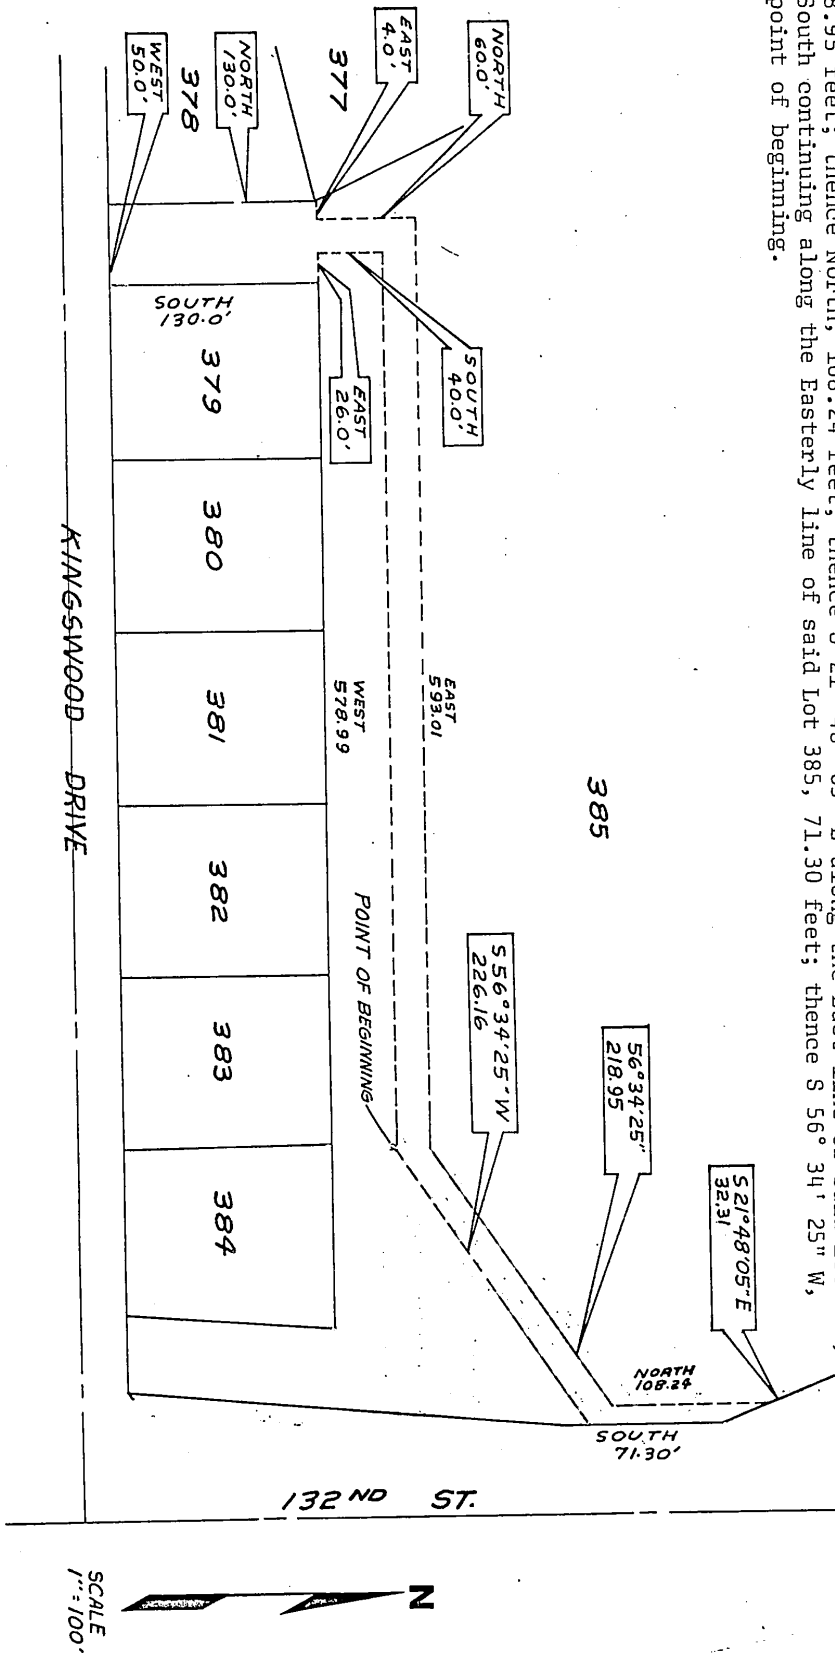 8.95 feet; thence North, 108.24 feet; thence S 21° 48' 05" E along the East line of said Lot
South continuing along the Easterly line of said Lot 385, 71.30 feet; thence S 56° 34' 25" W,
point of beginning.
NORTH
60.0'
EAST
4.0'
377
NORTH
130.0'
378
WEST
50.0'
SOUTH
40.0'
EAST
26.0'
SOUTH
130.0'
379
380
381
382
383
384
EAST
593.01
WEST
578.99
385
POINT OF BEGINNING
S 56° 34' 25" W
226.16
56° 34' 25"
218.95
S 21° 48' 05" E
32.31
NORTH
108.24
SOUTH
71.30'
KINGSWOOD DRIVE
132 ND ST.
N
SCALE
1" = 100'